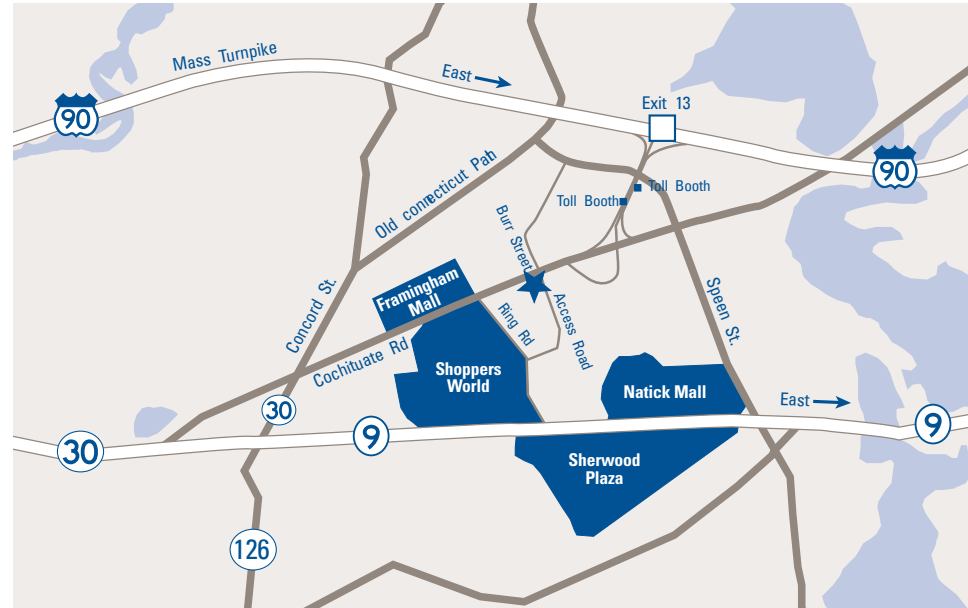 Mass Turnpike
East
Exit 13
90
90
Toll Booth
Toll Booth
Old connecticut Pah
Burr Street
Concord St.
Framingham
Mall
Ring Rd
Access Road
Speen St.
Cochituate Rd
Shoppers
World
Natick Mall
East
30
9
9
30
Sherwood
Plaza
126